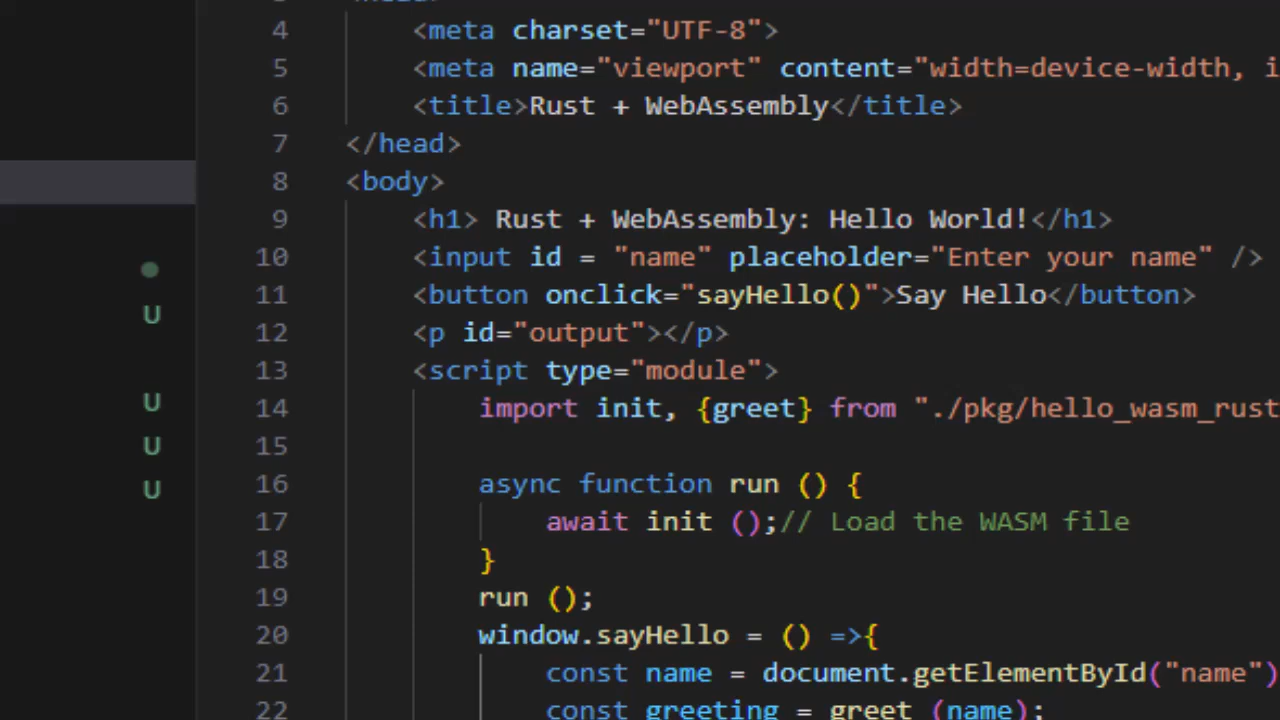 4 <meta charset="UTF-8">
5 <meta name="viewport" content="width=device-width, i
6 <title>Rust + WebAssembly</title>
7 </head>
8 <body>
9 <h1> Rust + WebAssembly: Hello World!</h1>
10 <input id = "name" placeholder="Enter your name" />
11 <button onclick="sayHello()">Say Hello</button>
U
12 <p id="output"></p>
13 <script type="module">
U
14 import init, {greet} from "./pkg/hello_wasm_rust
U
15
U
16 async function run () {
17 await init ();// Load the WASM file
18 }
19 run ();
20 window.sayHello = () =>{
21 const name = document.getElementById("name")
22 const greeting = greet (name);